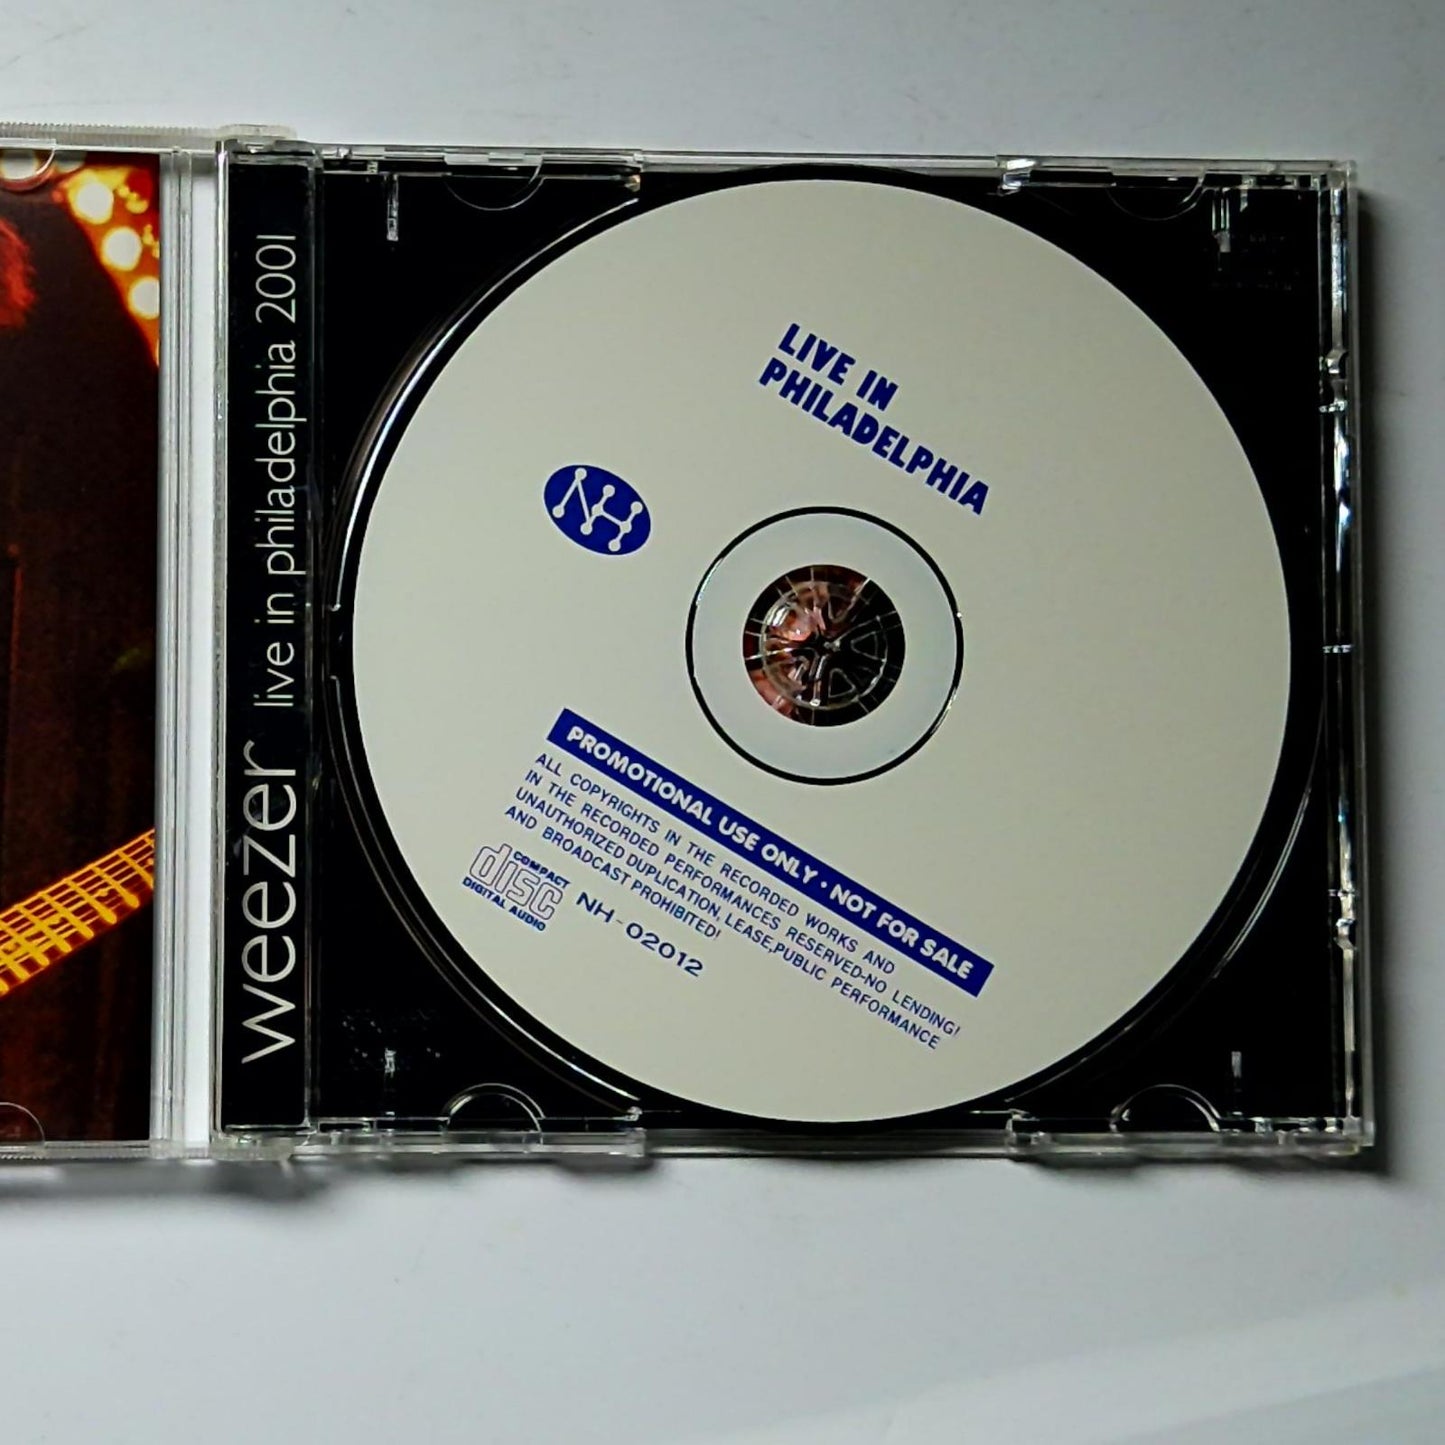 weezer live in philadelphia 2001
LIVE IN
PHILADELPHIA
NH
PROMOTIONAL USE ONLY • NOT FOR SALE
ALL COPYRIGHTS IN THE RECORDED WORKS AND
IN THE RECORDED PERFORMANCES RESERVED-NO LENDING!
UNAUTHORIZED DUPLICATION, LEASE,PUBLIC PERFORMANCE
AND BROADCAST PROHIBITED!
COMPACT
disc
DIGITAL AUDIO
NH-02012